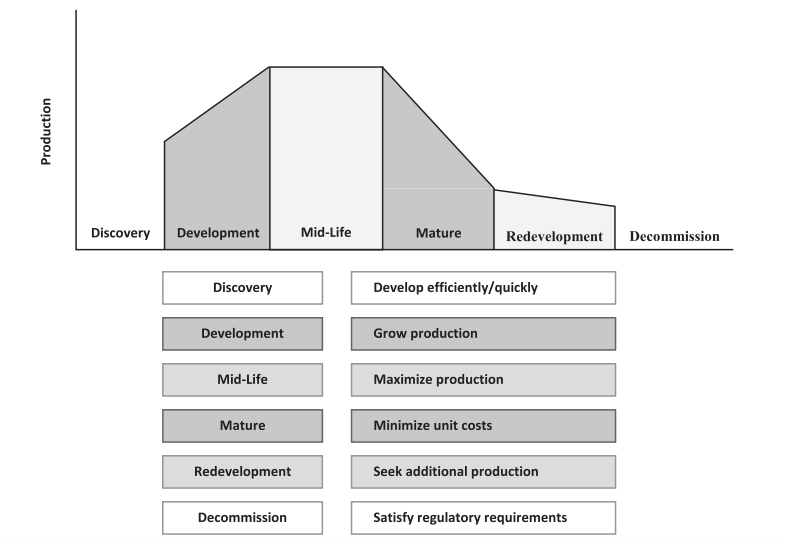 Production
Discovery Development Mid-Life Mature Redevelopment Decommission
Discovery Develop efficiently/quickly
Development Grow production
Mid-Life Maximize production
Mature Minimize unit costs
Redevelopment Seek additional production
Decommission Satisfy regulatory requirements